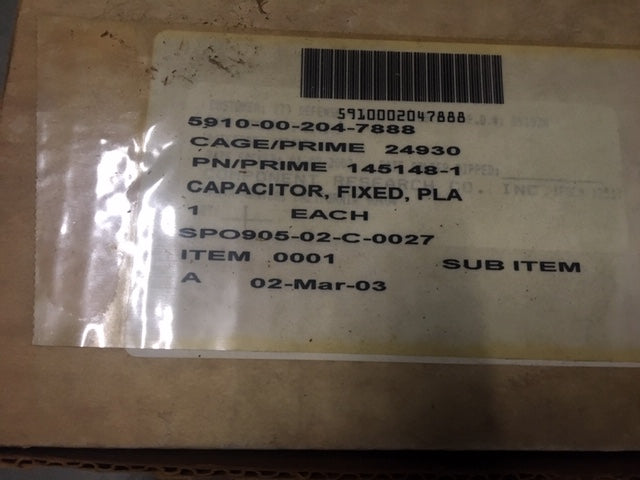 5910002047888
5910-00-204-7888
CAGE/PRIME 24930
PN/PRIME 145148-1
CAPACITOR, FIXED, PLA
1 EACH
SPO905-02-C-0027
ITEM 0001 SUB ITEM
A 02-Mar-03